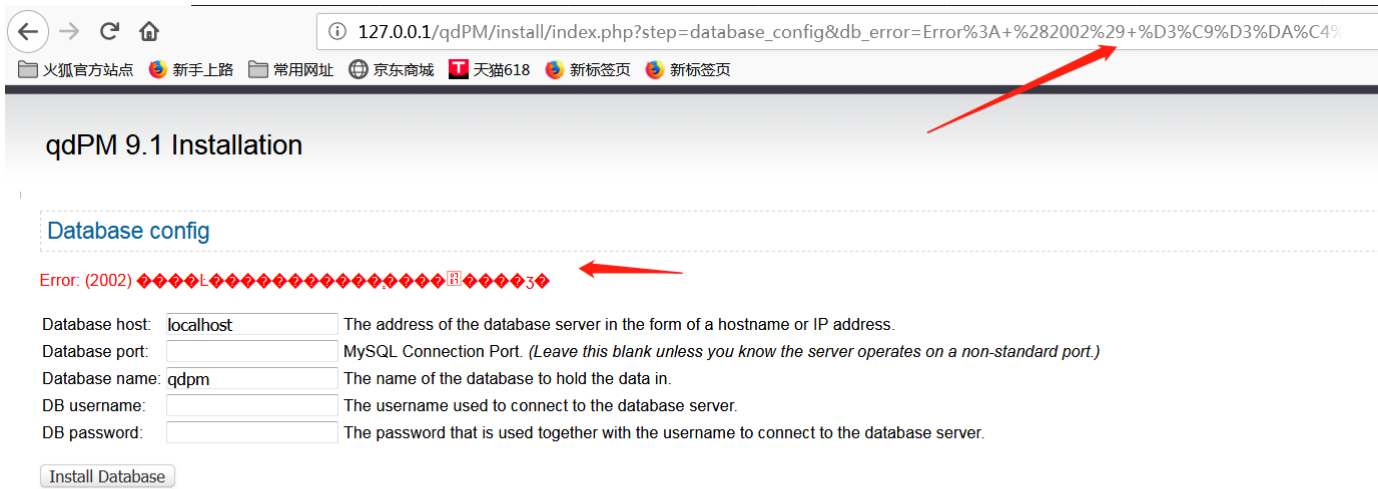 127.0.0.1/qdPM/install/index.php?step=database_config&db_error=Error%3A+%282002%29+%D3%C9%D3%DA%C4%
火狐官方站点 新手上路 常用网址 京东商城 T 天猫618 新标签页 新标签页
qdPM 9.1 Installation
Database config
Error: (2002) ����Ŀ�����������������������ʒ�
Database host: localhost The address of the database server in the form of a hostname or IP address.
Database port: MySQL Connection Port. (Leave this blank unless you know the server operates on a non-standard port.)
Database name: qdpm The name of the database to hold the data in.
DB username: The username used to connect to the database server.
DB password: The password that is used together with the username to connect to the database server.
Install Database